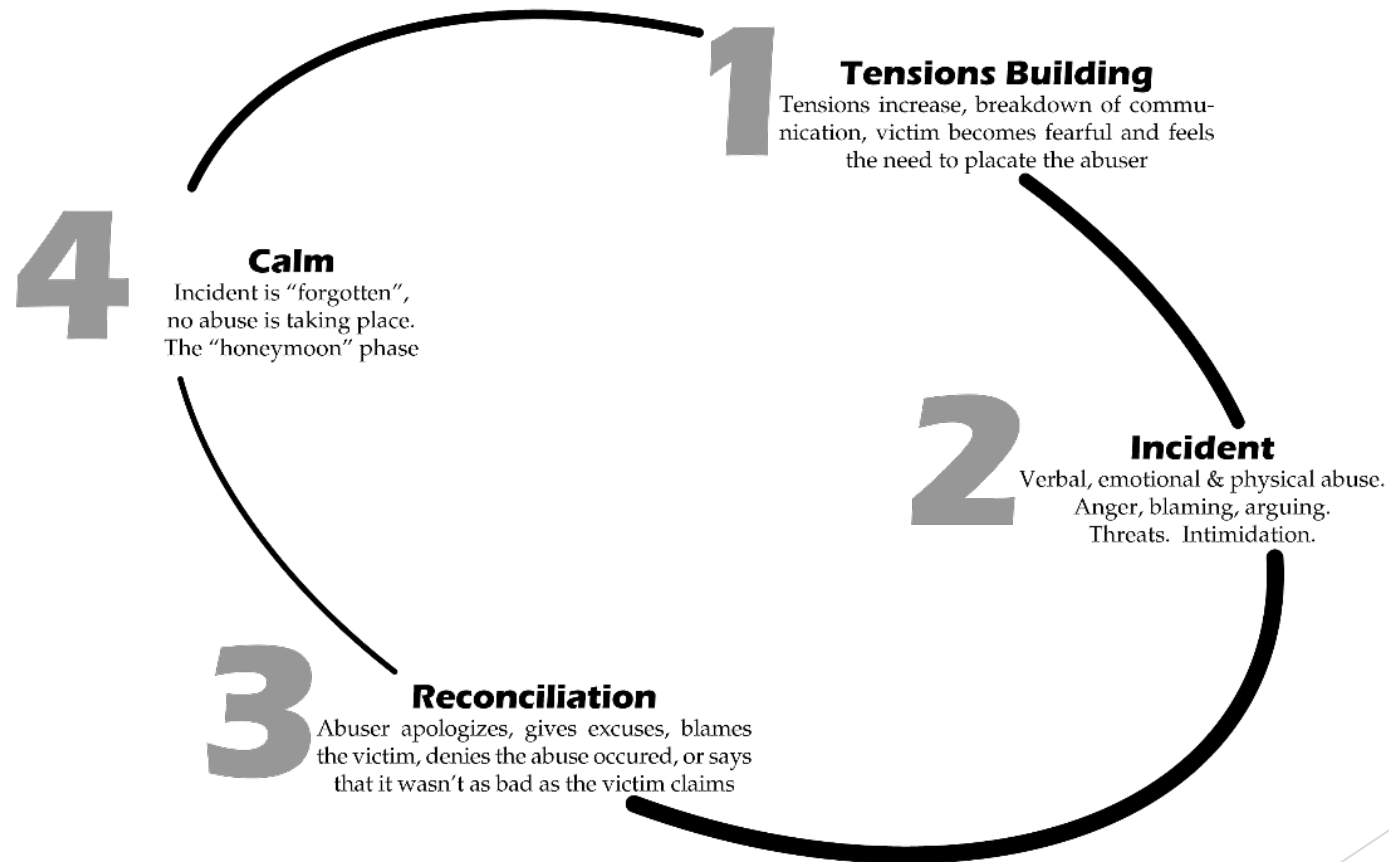 1
Tensions Building
Tensions increase, breakdown of commu-
nication, victim becomes fearful and feels
the need to placate the abuser
4
Calm
Incident is “forgotten”,
no abuse is taking place.
The “honeymoon” phase
2
Incident
Verbal, emotional & physical abuse.
Anger, blaming, arguing.
Threats.  Intimidation.
3
Reconciliation
Abuser apologizes, gives excuses, blames
the victim, denies the abuse occured, or says
that it wasn’t as bad as the victim claims